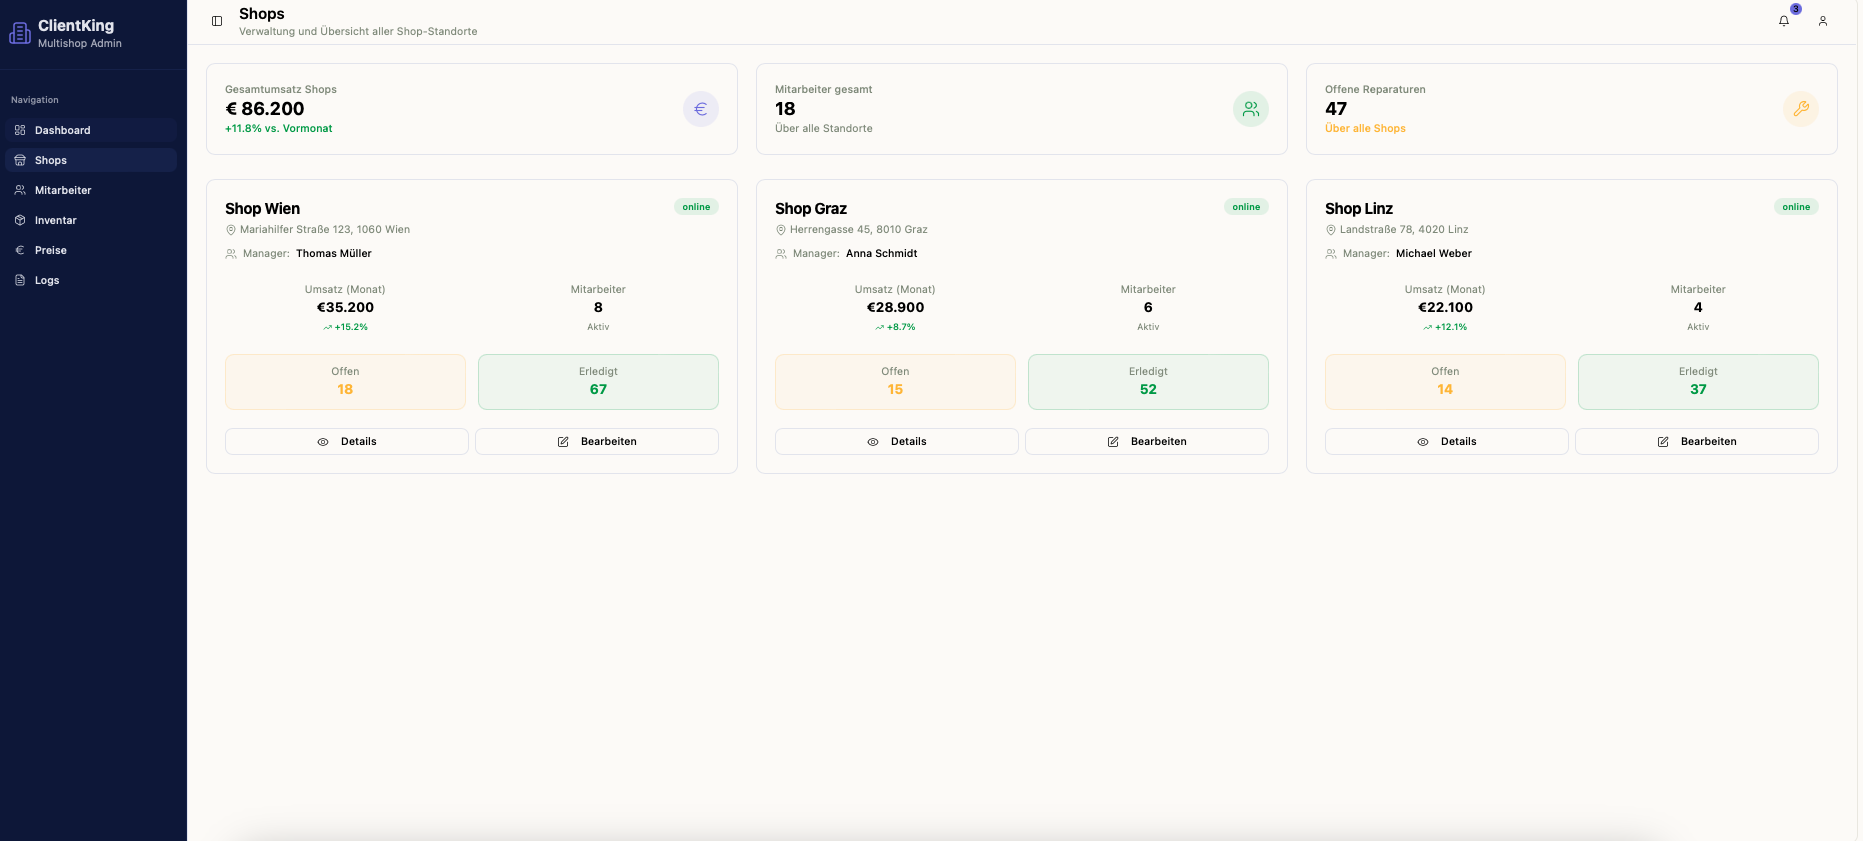 ClientKing
Multishop Admin
Navigation
Dashboard
Shops
Mitarbeiter
Inventar
Preise
Logs
Shops
Verwaltung und Übersicht aller Shop-Standorte
3
Gesamtumsatz Shops
€ 86.200
+11.8% vs. Vormonat
€
Mitarbeiter gesamt
18
Über alle Standorte
Offene Reparaturen
47
Über alle Shops
Shop Wien
online
Mariahilfer Straße 123, 1060 Wien
Manager: Thomas Müller
Umsatz (Monat)
€35.200
+15.2%
Mitarbeiter
8
Aktiv
Offen
18
Erledigt
67
Details
Bearbeiten
Shop Graz
online
Herrengasse 45, 8010 Graz
Manager: Anna Schmidt
Umsatz (Monat)
€28.900
+8.7%
Mitarbeiter
6
Aktiv
Offen
15
Erledigt
52
Details
Bearbeiten
Shop Linz
online
Landstraße 78, 4020 Linz
Manager: Michael Weber
Umsatz (Monat)
€22.100
+12.1%
Mitarbeiter
4
Aktiv
Offen
14
Erledigt
37
Details
Bearbeiten